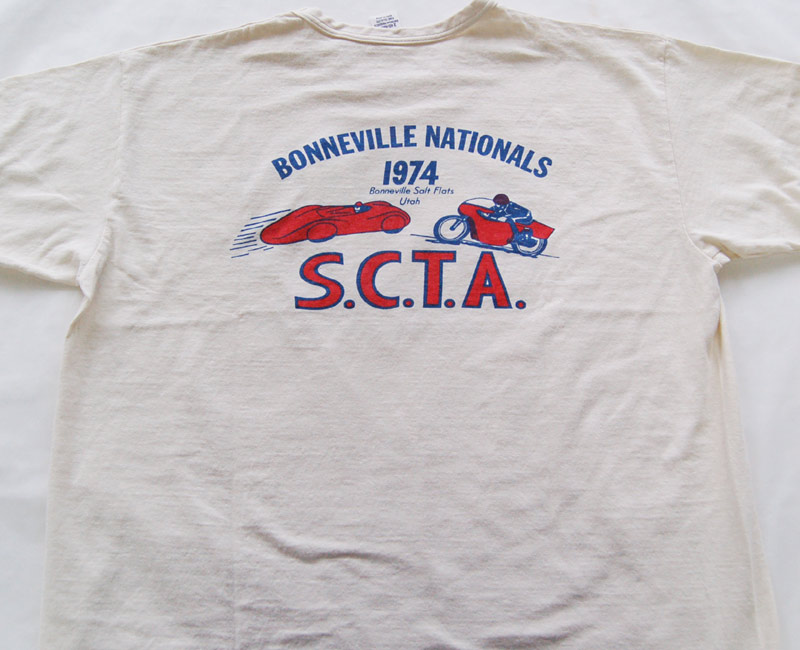 BONNEVILLE NATIONALS
1974
Bonneville Salt Flats
Utah
S.C.T.A.